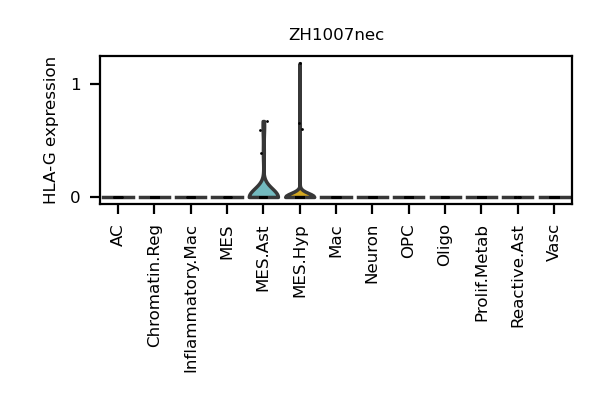 ZH1007nec
HLA-G expression
1
0
AC
Chromatin.Reg
Inflammatory.Mac
MES
MES.Ast
MES.Hyp
Mac
Neuron
OPC
Oligo
Prolif.Metab
Reactive.Ast
Vasc